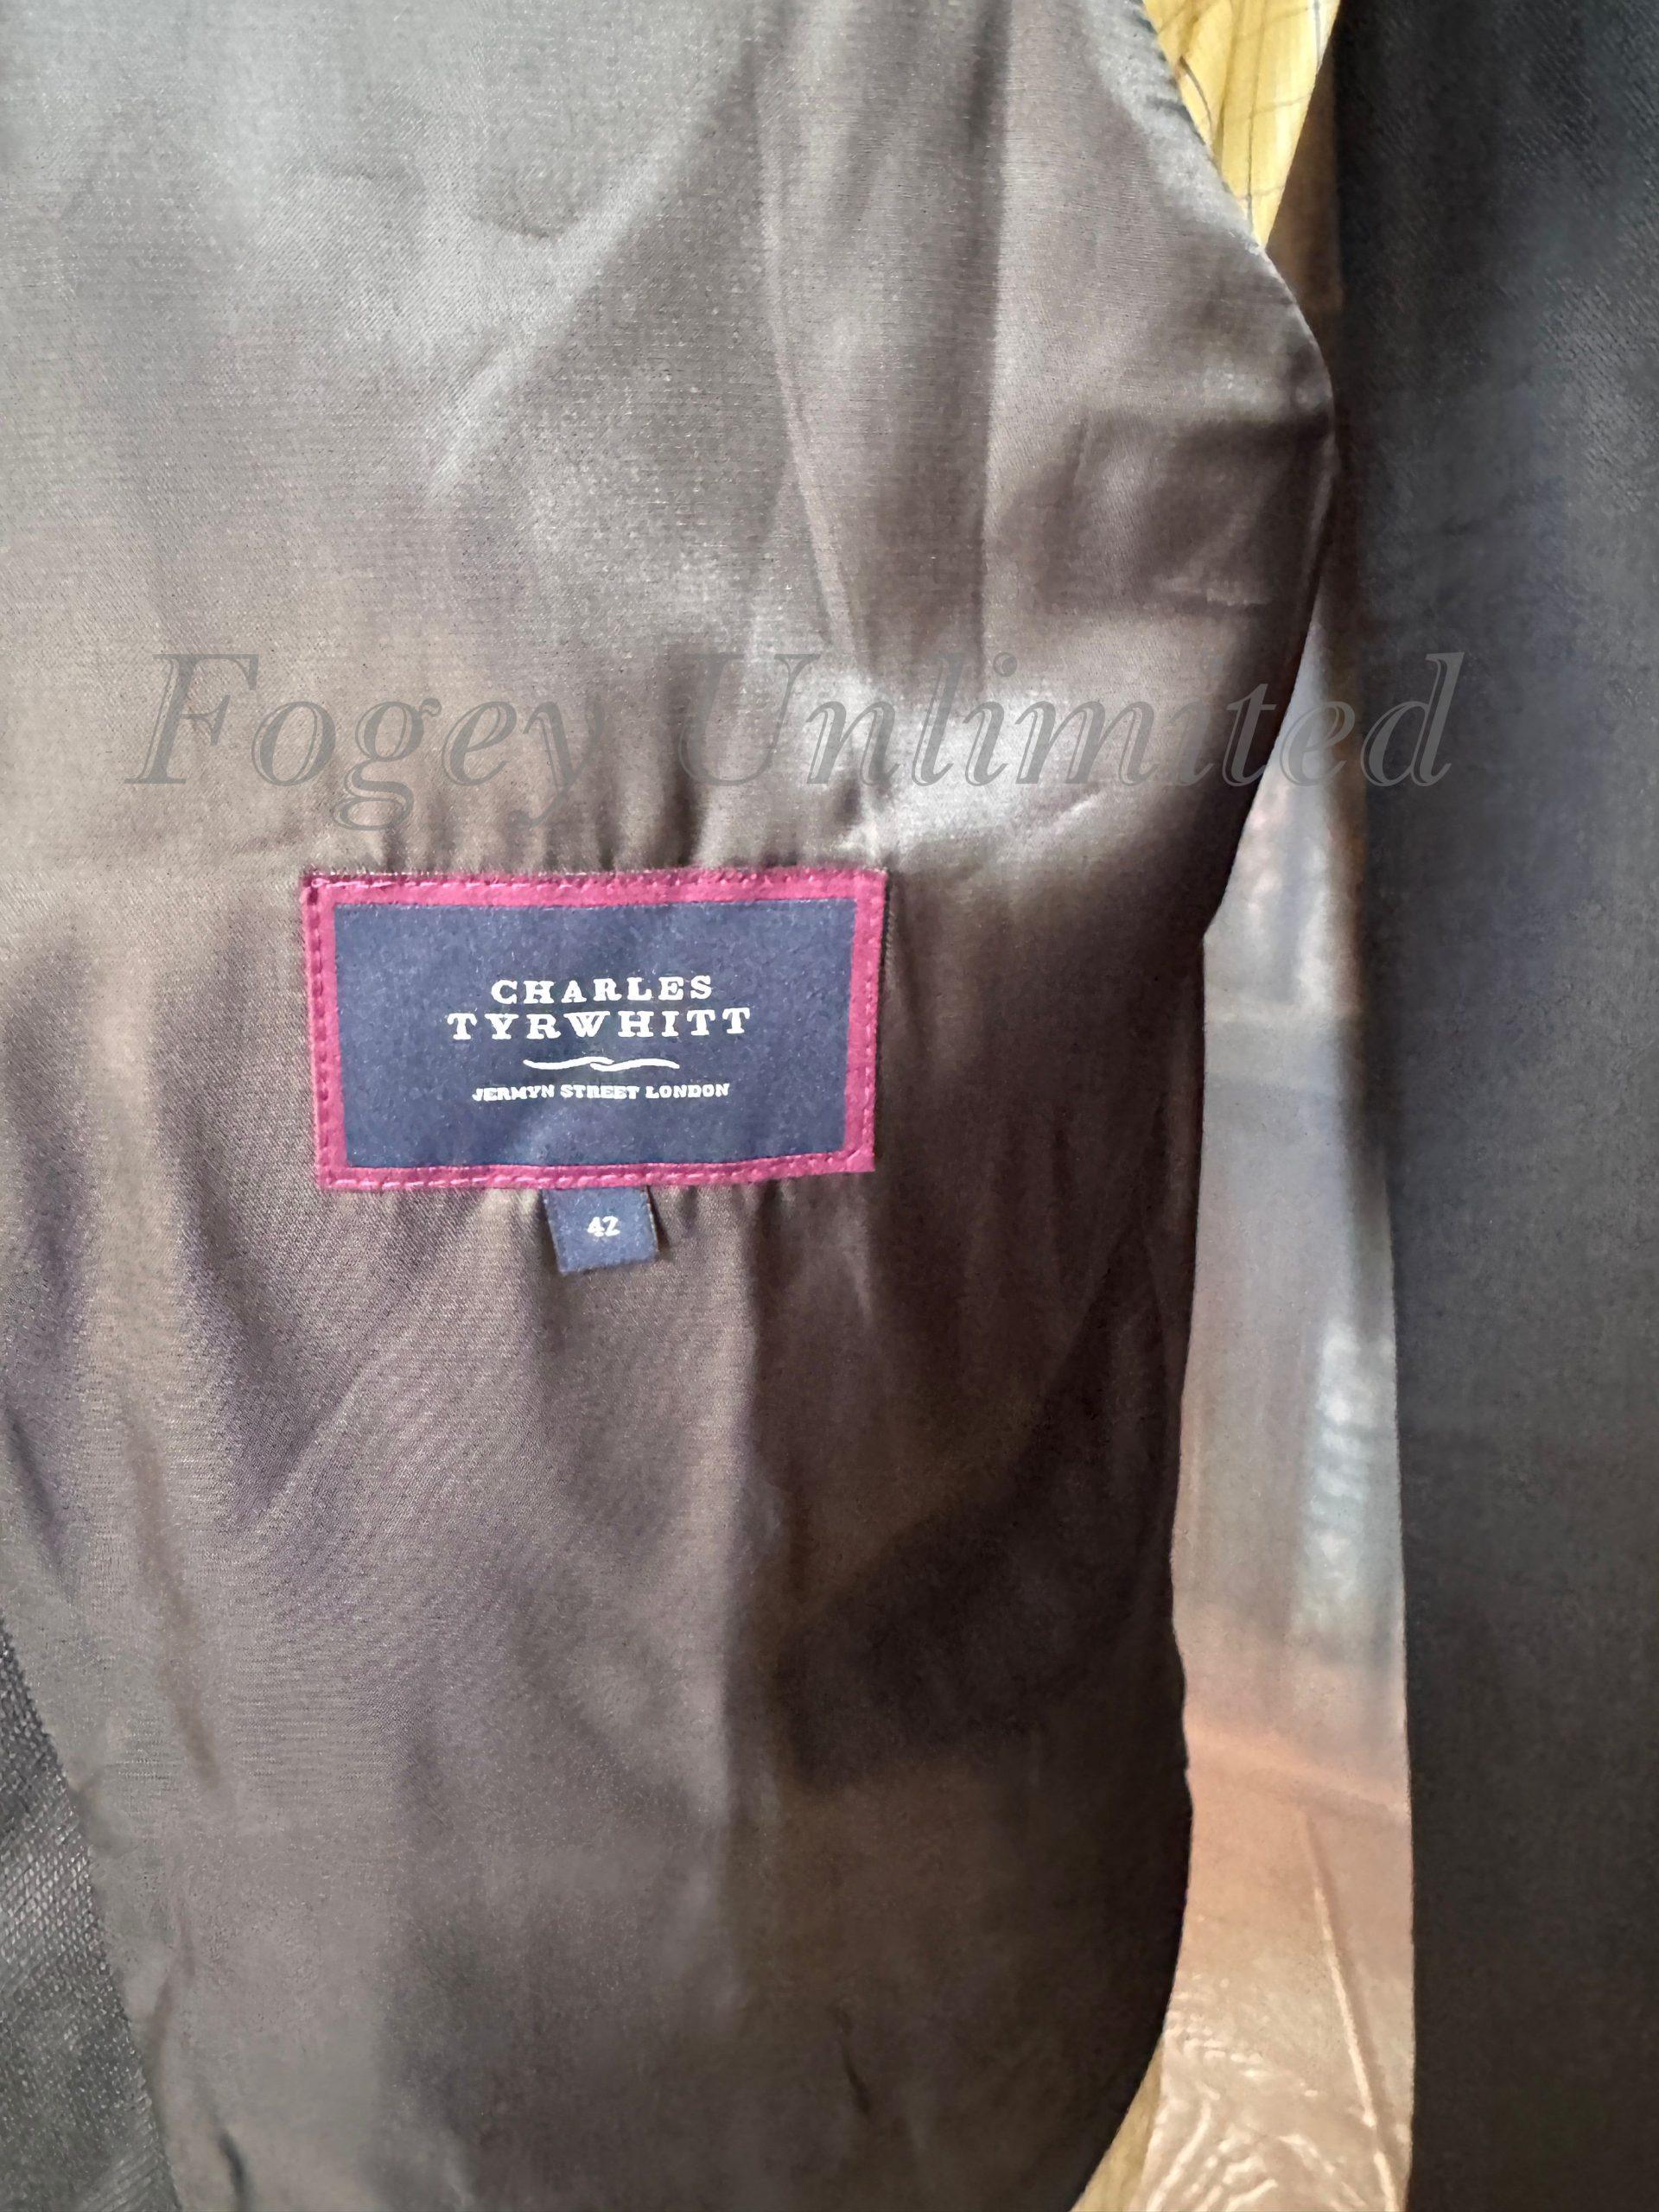 Fogey Unlimited
CHARLES
TYRWHITT
JERMYN STREET LONDON
42